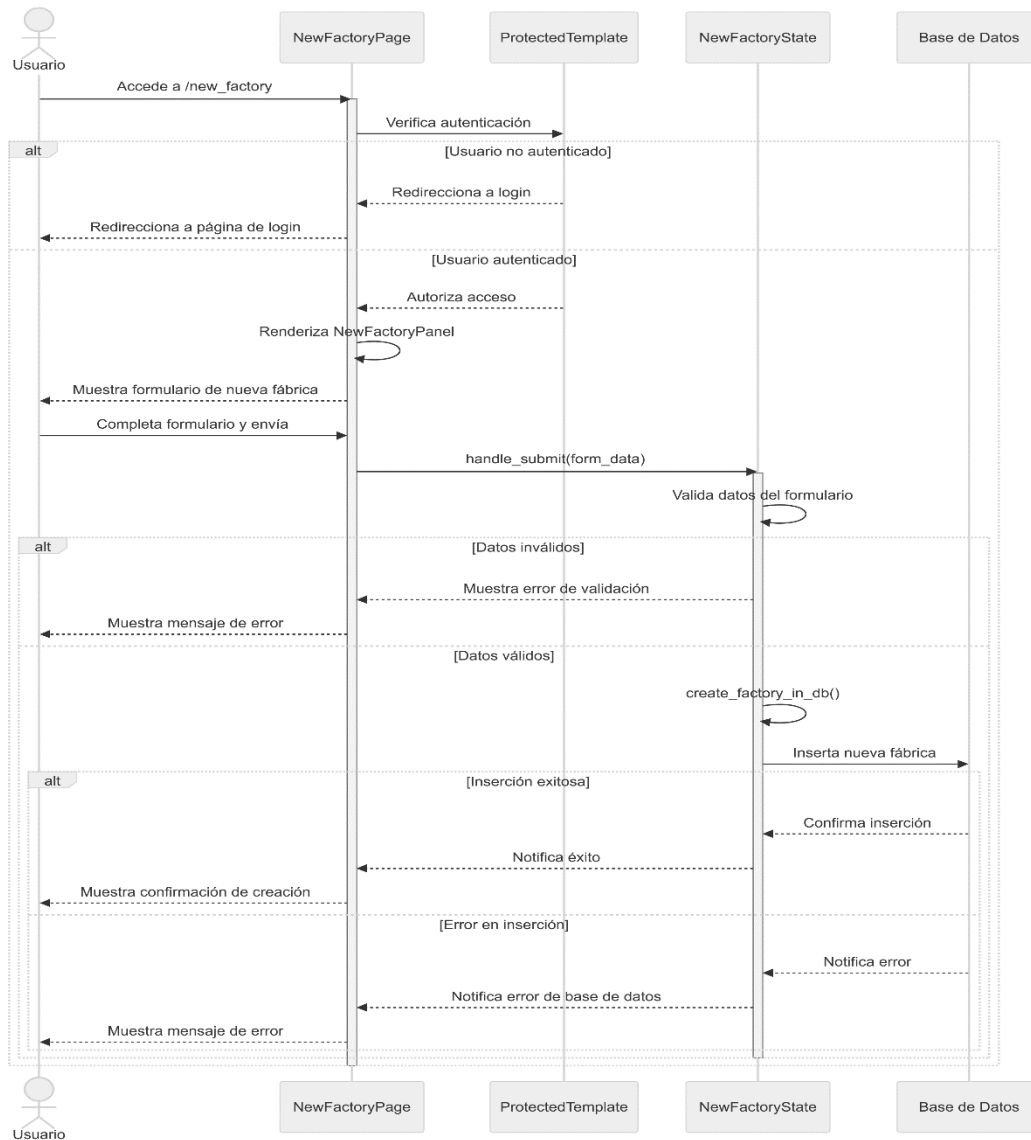 Usuario
NewFactoryPage
ProtectedTemplate
NewFactoryState
Base de Datos
Accede a /new_factory
Verifica autenticación
alt
[Usuario no autenticado]
Redirecciona a login
Redirecciona a página de login
[Usuario autenticado]
Autoriza acceso
Renderiza NewFactoryPanel
Muestra formulario de nueva fábrica
Completa formulario y envía
handle_submit(form_data)
Valida datos del formulario
alt
[Datos inválidos]
Muestra error de validación
Muestra mensaje de error
[Datos válidos]
create_factory_in_db()
Inserta nueva fábrica
alt
[Inserción exitosa]
Confirma inserción
Notifica éxito
Muestra confirmación de creación
[Error en inserción]
Notifica error
Notifica error de base de datos
Muestra mensaje de error
Usuario
NewFactoryPage
ProtectedTemplate
NewFactoryState
Base de Datos